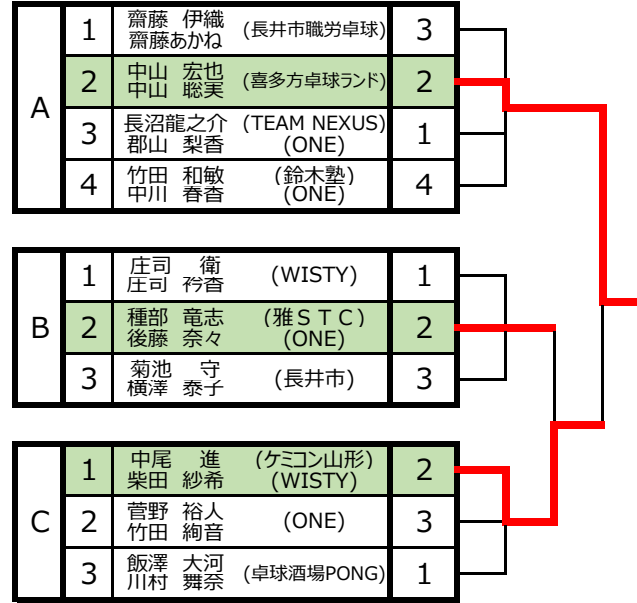 A
1 齋藤 伊織 齋藤あかね (長井市職労卓球) 3
2 中山 宏也 中山 聡実 (喜多方卓球ランド) 2
3 長沼龍之介 (TEAM NEXUS) 1
郡山 梨香 (ONE)
4 竹田 和敏 (鈴木塾) 4
中川 春香 (ONE)
B
1 庄司 衛 庄司 衿香 (WISTY) 1
2 種部 竜志 (雅STC) 2
後藤 奈々 (ONE)
3 菊池 守 横澤 泰子 (長井市) 3
C
1 中尾 進 (ケミコン山形) 2
柴田 紗希 (WISTY)
2 菅野 裕人 竹田 絢音 (ONE) 3
3 飯澤 大河 川村 舞奈 (卓球酒場PONG) 1